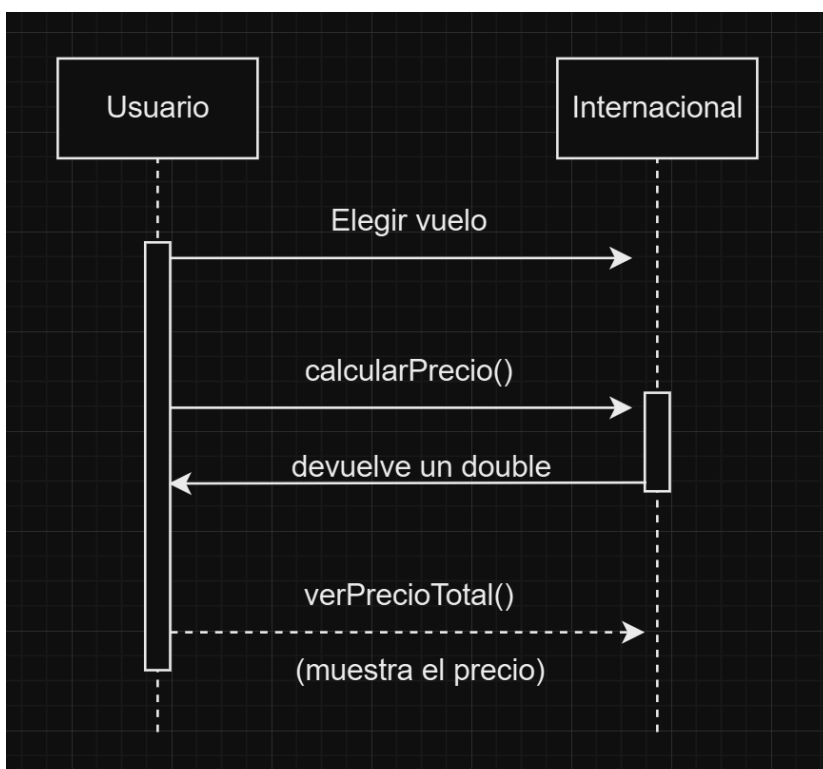 Usuario
Internacional
Elegir vuelo
calcularPrecio()
devuelve un double
verPrecioTotal()
(muestra el precio)